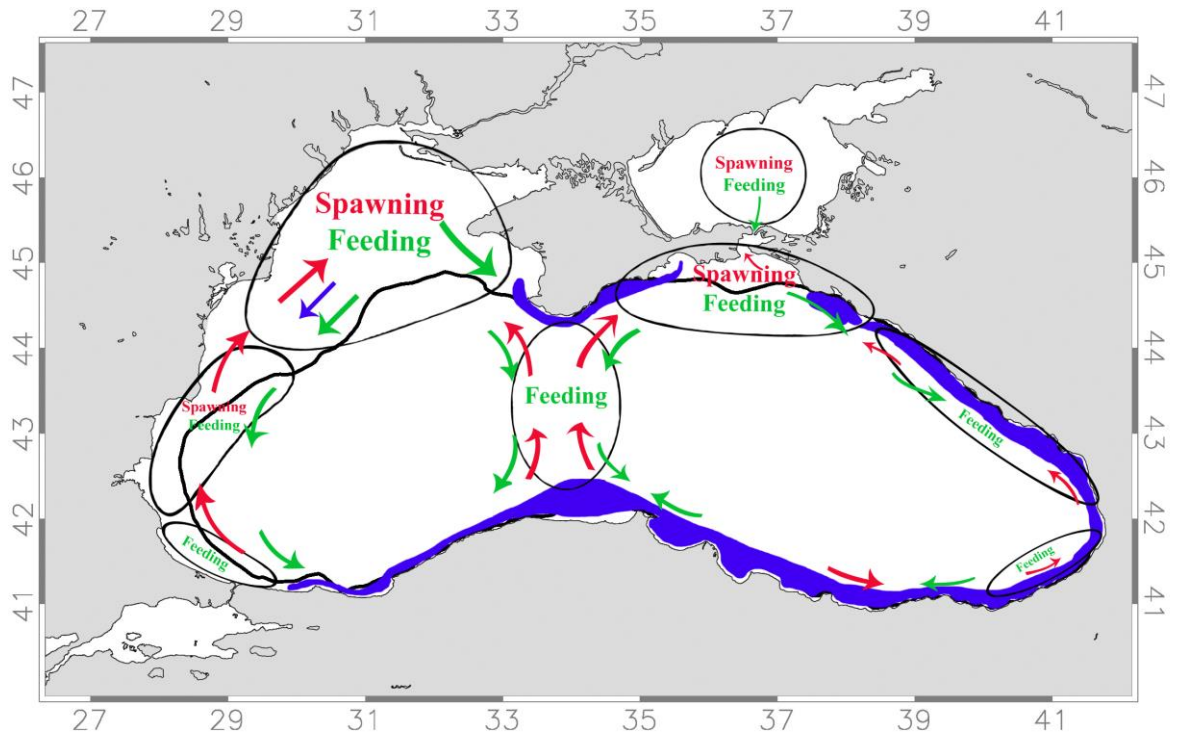 27 29 31 33 35 37 39 41
47 47
Spawning
Feeding
46 46
Spawning
Feeding
45 45
Spawning
Feeding
44 44
Feeding
Spawning
Feeding
43 43
Feeding
42 42
Feeding
Feeding
41 41
27 29 31 33 35 37 39 41